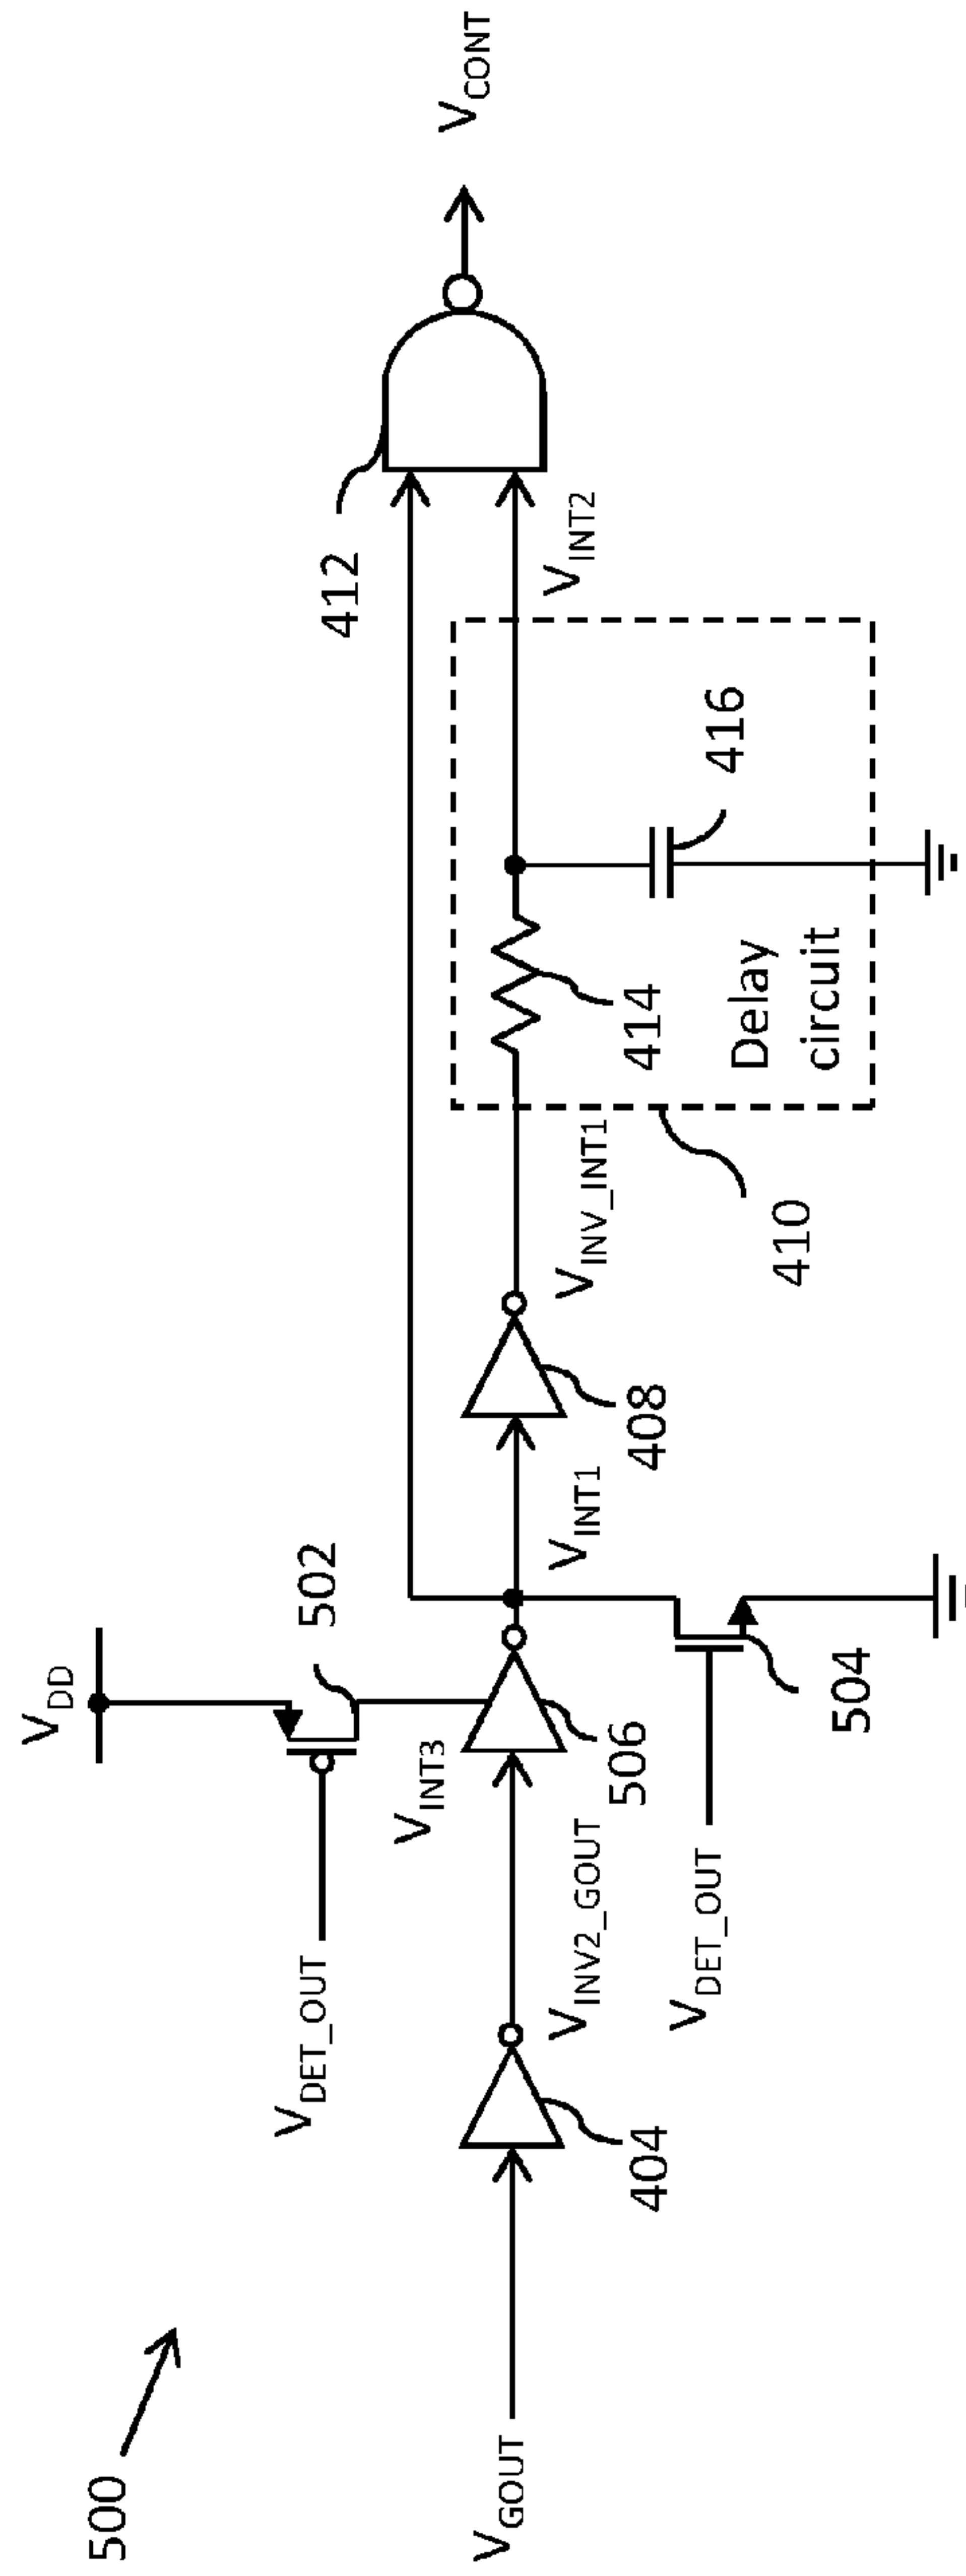 500
V_DD
502
V_DET_OUT
V_INT3
412
V_CONT
V_GOUT
404
V_INV2_GOUT
506
V_INT1
408
V_INV_INT1
414
416
Delay
circuit
V_INT2
410
V_DET_OUT
504